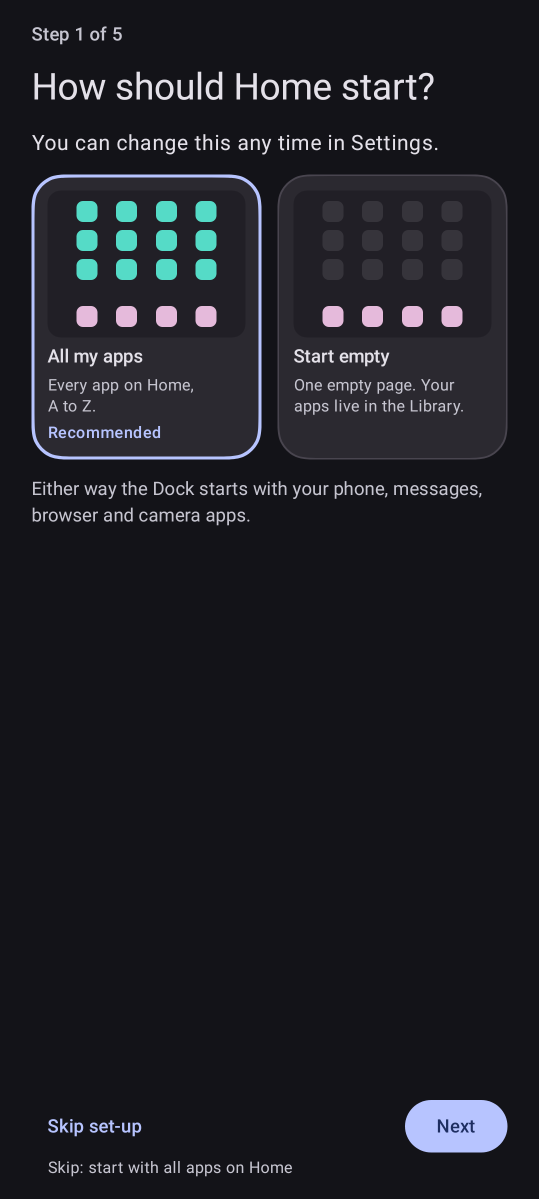 Step 1 of 5
How should Home start?
You can change this any time in Settings.
All my apps
Every app on Home,
A to Z.
Recommended
Start empty
One empty page. Your
apps live in the Library.
Either way the Dock starts with your phone, messages,
browser and camera apps.
Skip set-up
Next
Skip: start with all apps on Home